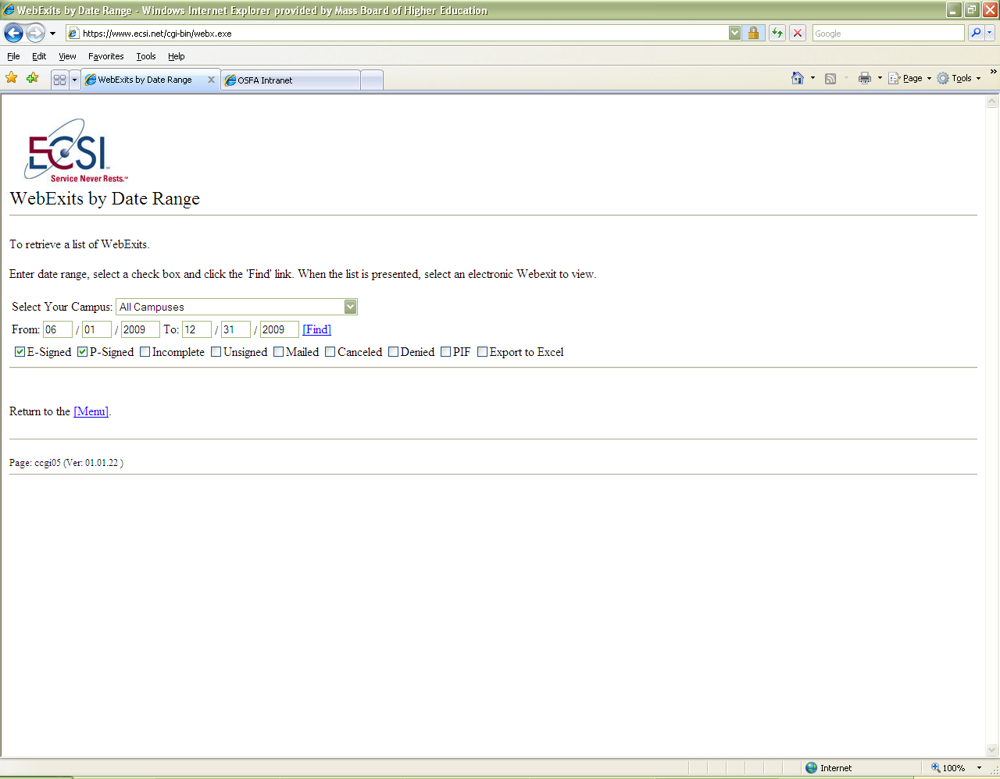 WebExits by Date Range - Windows Internet Explorer provided by Mass Board of Higher Education
https://www.ecsi.net/cgi-bin/webx.exe
Google
File Edit View Favorites Tools Help
WebExits by Date Range
OSFA Intranet
Page
Tools
ECSI
Service Never Rests.℠
WebExits by Date Range
To retrieve a list of WebExits.
Enter date range, select a check box and click the 'Find' link. When the list is presented, select an electronic Webexit to view.
Select Your Campus: All Campuses
From: 06 / 01 / 2009 To: 12 / 31 / 2009 [Find]
E-Signed P-Signed Incomplete Unsigned Mailed Canceled Denied PIF Export to Excel
Return to the [Menu].
Page: ccgi05 (Ver: 01.01.22 )
Internet
100%